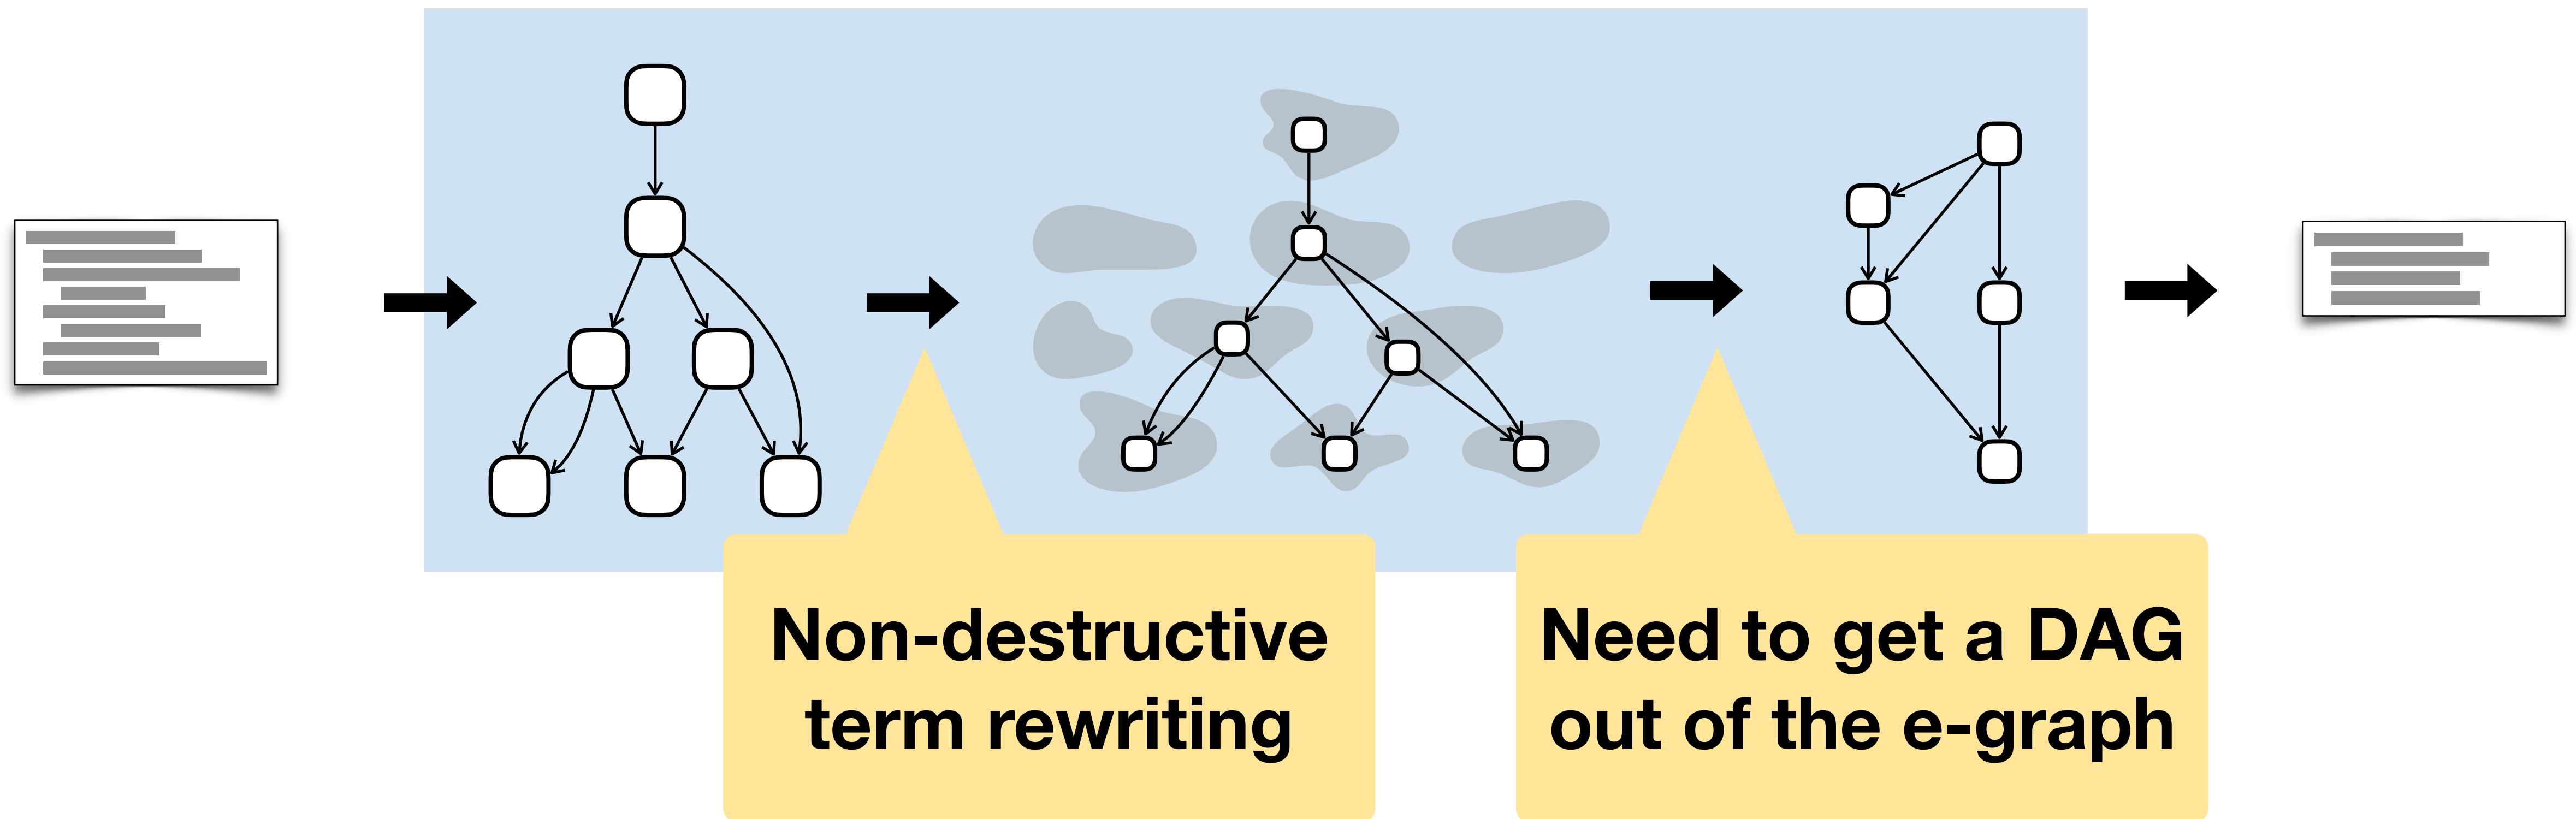 Non-destructive
term rewriting
Need to get a DAG
out of the e-graph